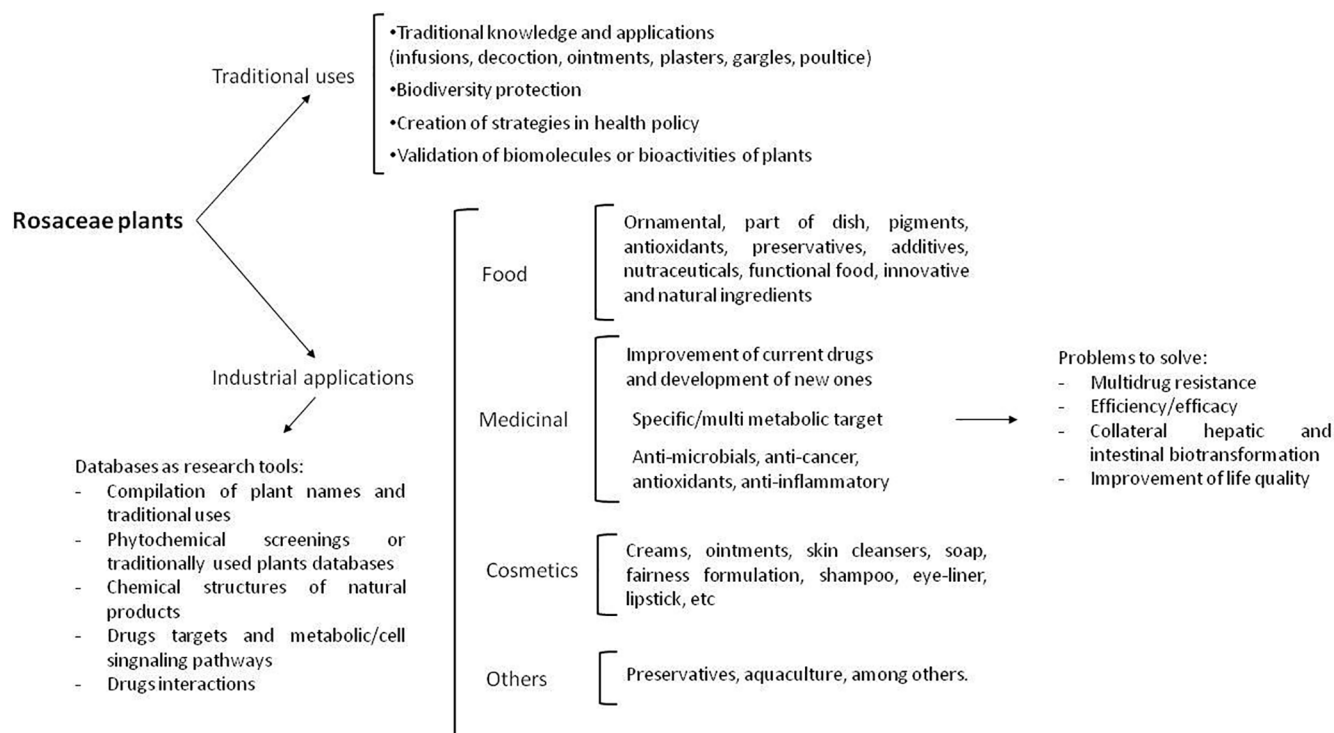 Traditional uses
•Traditional knowledge and applications
(infusions, decoction, ointments, plasters, gargles, poultice)
•Biodiversity protection
•Creation of strategies in health policy
•Validation of biomolecules or bioactivities of plants
Rosaceae plants
Industrial applications
Databases as research tools:
- Compilation of plant names and
traditional uses
- Phytochemical screenings or
traditionally used plants databases
- Chemical structures of natural
products
- Drugs targets and metabolic/cell
singnaling pathways
- Drugs interactions
Food
Ornamental, part of dish, pigments,
antioxidants, preservatives, additives,
nutraceuticals, functional food, innovative
and natural ingredients
Medicinal
Improvement of current drugs
and development of new ones
Specific/multi metabolic target
Anti-microbials, anti-cancer,
antioxidants, anti-inflammatory
Problems to solve:
- Multidrug resistance
- Efficiency/efficacy
- Collateral hepatic and
intestinal biotransformation
- Improvement of life quality
Cosmetics
Creams, ointments, skin cleansers, soap,
fairness formulation, shampoo, eye-liner,
lipstick, etc
Others
Preservatives, aquaculture, among others.